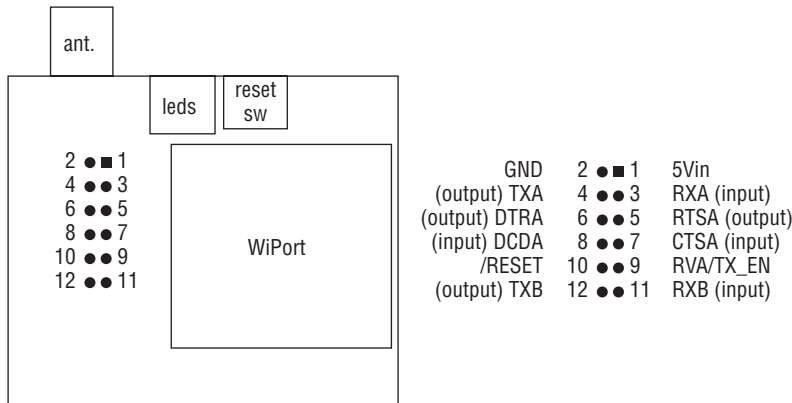 ant.
leds
reset
sw
2 1
4 3
6 5
8 7
10 9
12 11
WiPort
GND 2 1 5Vin
(output) TXA 4 3 RXA (input)
(output) DTRA 6 5 RTSA (output)
(input) DCDA 8 7 CTSA (input)
/RESET 10 9 RVA/TX_EN
(output) TXB 12 11 RXB (input)